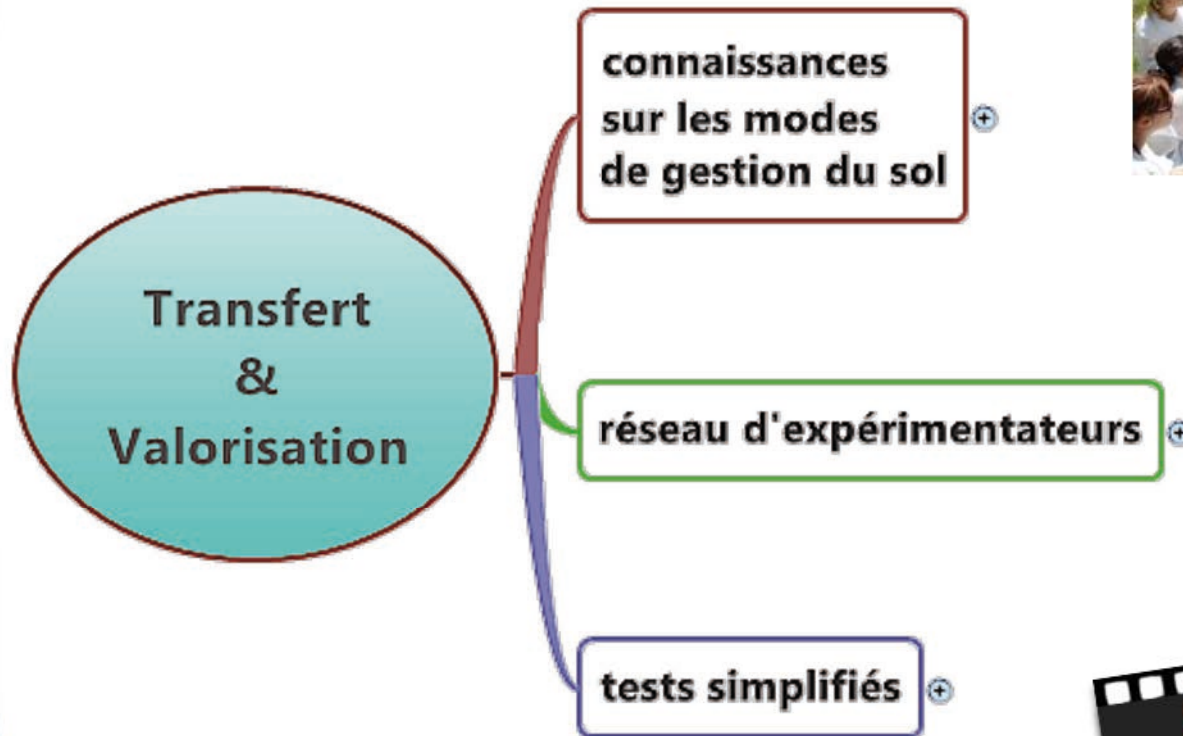 Transfert
&
Valorisation
connaissances
sur les modes
de gestion du sol
réseau d'expérimentateurs
tests simplifiés